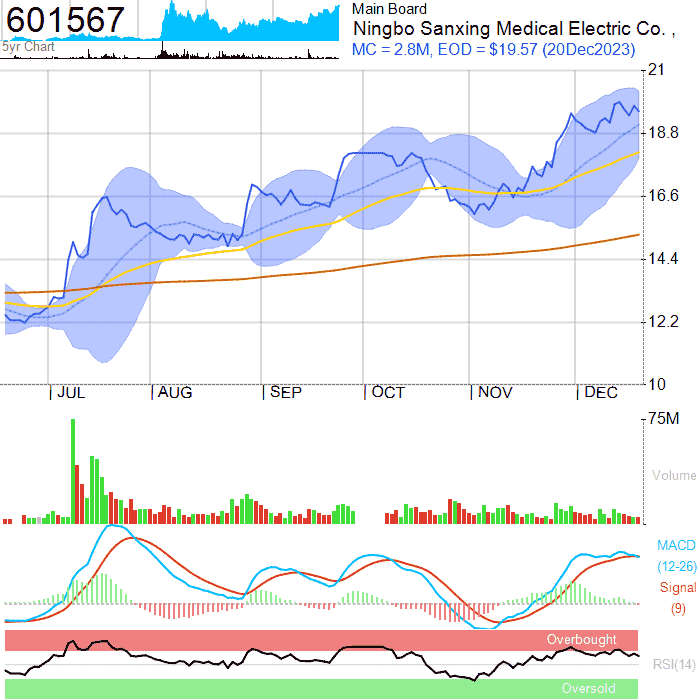 601567
5yr Chart
Main Board
Ningbo Sanxing Medical Electric Co. ,
MC = 2.8M, EOD = $19.57 (20Dec2023)
21
18.8
16.6
14.4
12.2
10
JUL AUG SEP OCT NOV DEC
75M
Volume
MACD
(12-26)
Signal
(9)
Overbought
RSI(14)
Oversold